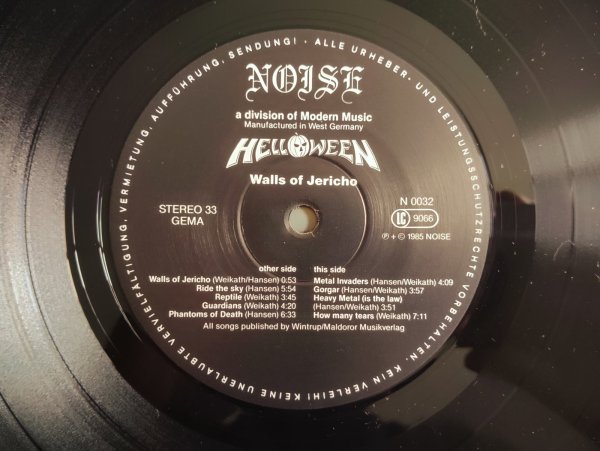 KEINE UNERLAUBTE VERVIELFÄLTIGUNG, VERMIETUNG, AUFFÜHRUNG, SENDUNG! · ALLE URHEBER- UND LEISTUNGSSCHUTZRECHTE VORBEHALTEN. KEIN VERLEIH!
NOISE
a division of Modern Music
Manufactured in West Germany
HELLOWEEN
Walls of Jericho
STEREO 33
GEMA
N 0032
LC 9066
℗ + © 1985 NOISE
other side
Walls of Jericho (Weikath/Hansen) 0:53
Ride the sky (Hansen) 5:54
Reptile (Weikath) 3:45
Guardians (Weikath) 4:20
Phantoms of Death (Hansen) 6:33
this side
Metal Invaders (Hansen/Weikath) 4:09
Gorgar (Hansen/Weikath) 3:57
Heavy Metal (is the law)
(Hansen/Weikath) 3:51
How many tears (Weikath) 7:11
All songs published by Wintrup/Maldoror Musikverlag